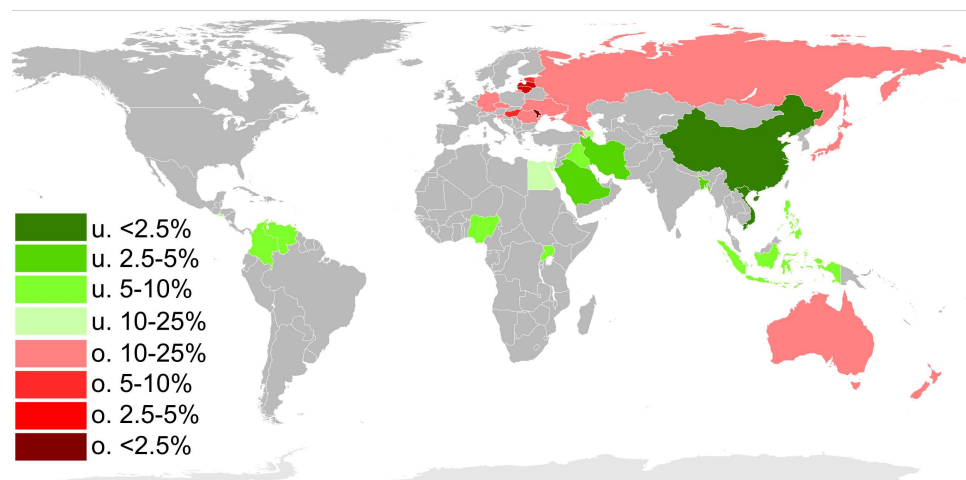 u. <2.5%
u. 2.5-5%
u. 5-10%
u. 10-25%
o. 10-25%
o. 5-10%
o. 2.5-5%
o. <2.5%